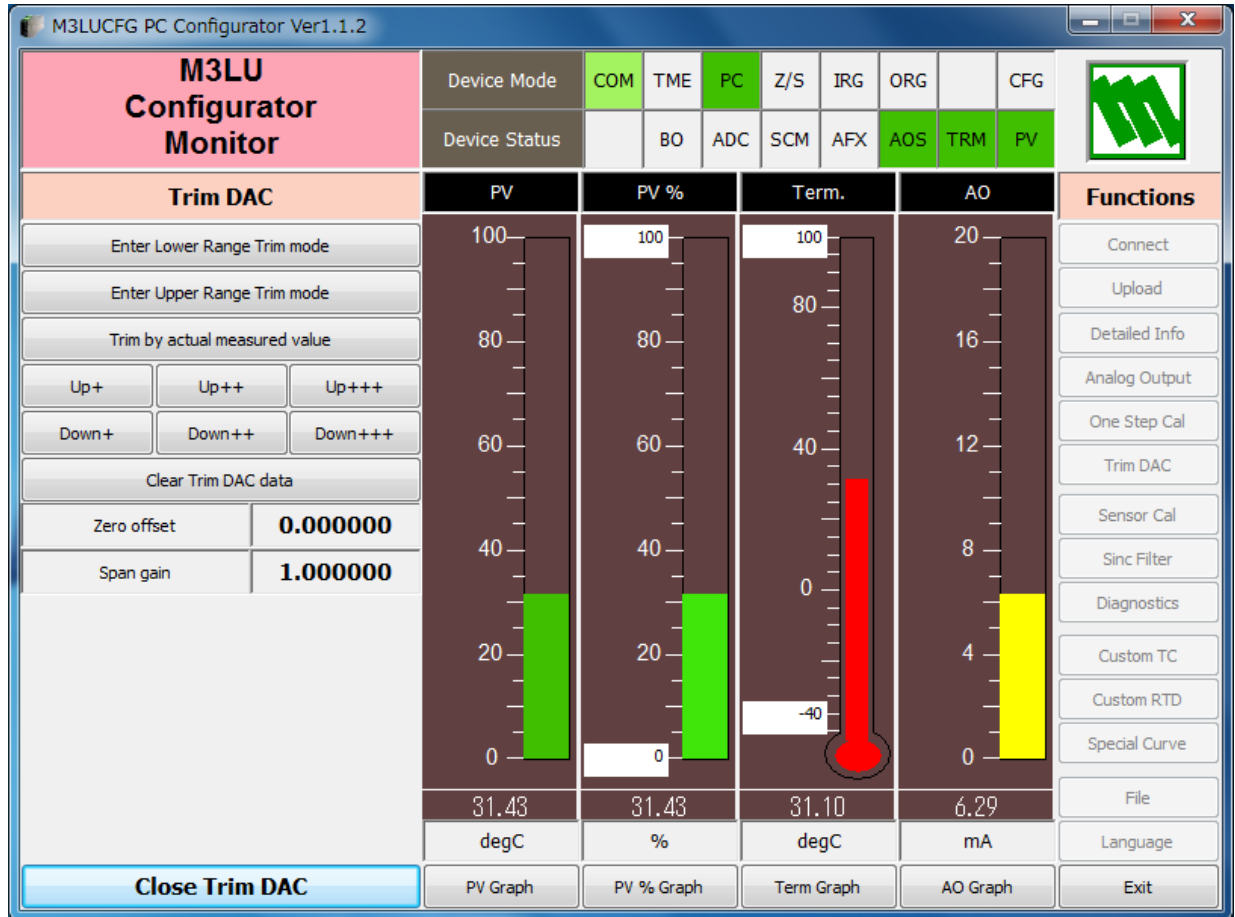 M3LUCFG PC Configurator Ver1.1.2
M3LU
Configurator
Monitor
Device Mode COM TME PC Z/S IRG ORG CFG
Device Status BO ADC SCM AFX AOS TRM PV
Trim DAC
Enter Lower Range Trim mode
Enter Upper Range Trim mode
Trim by actual measured value
Up+ Up++ Up+++
Down+ Down++ Down+++
Clear Trim DAC data
Zero offset 0.000000
Span gain 1.000000
Close Trim DAC
PV
100
80
60
40
20
0
31.43
degC
PV Graph
PV %
100
80
60
40
20
0
31.43
%
PV % Graph
Term.
100
80
40
0
-40
31.10
degC
Term Graph
AO
20
16
12
8
4
0
6.29
mA
AO Graph
Functions
Connect
Upload
Detailed Info
Analog Output
One Step Cal
Trim DAC
Sensor Cal
Sinc Filter
Diagnostics
Custom TC
Custom RTD
Special Curve
File
Language
Exit